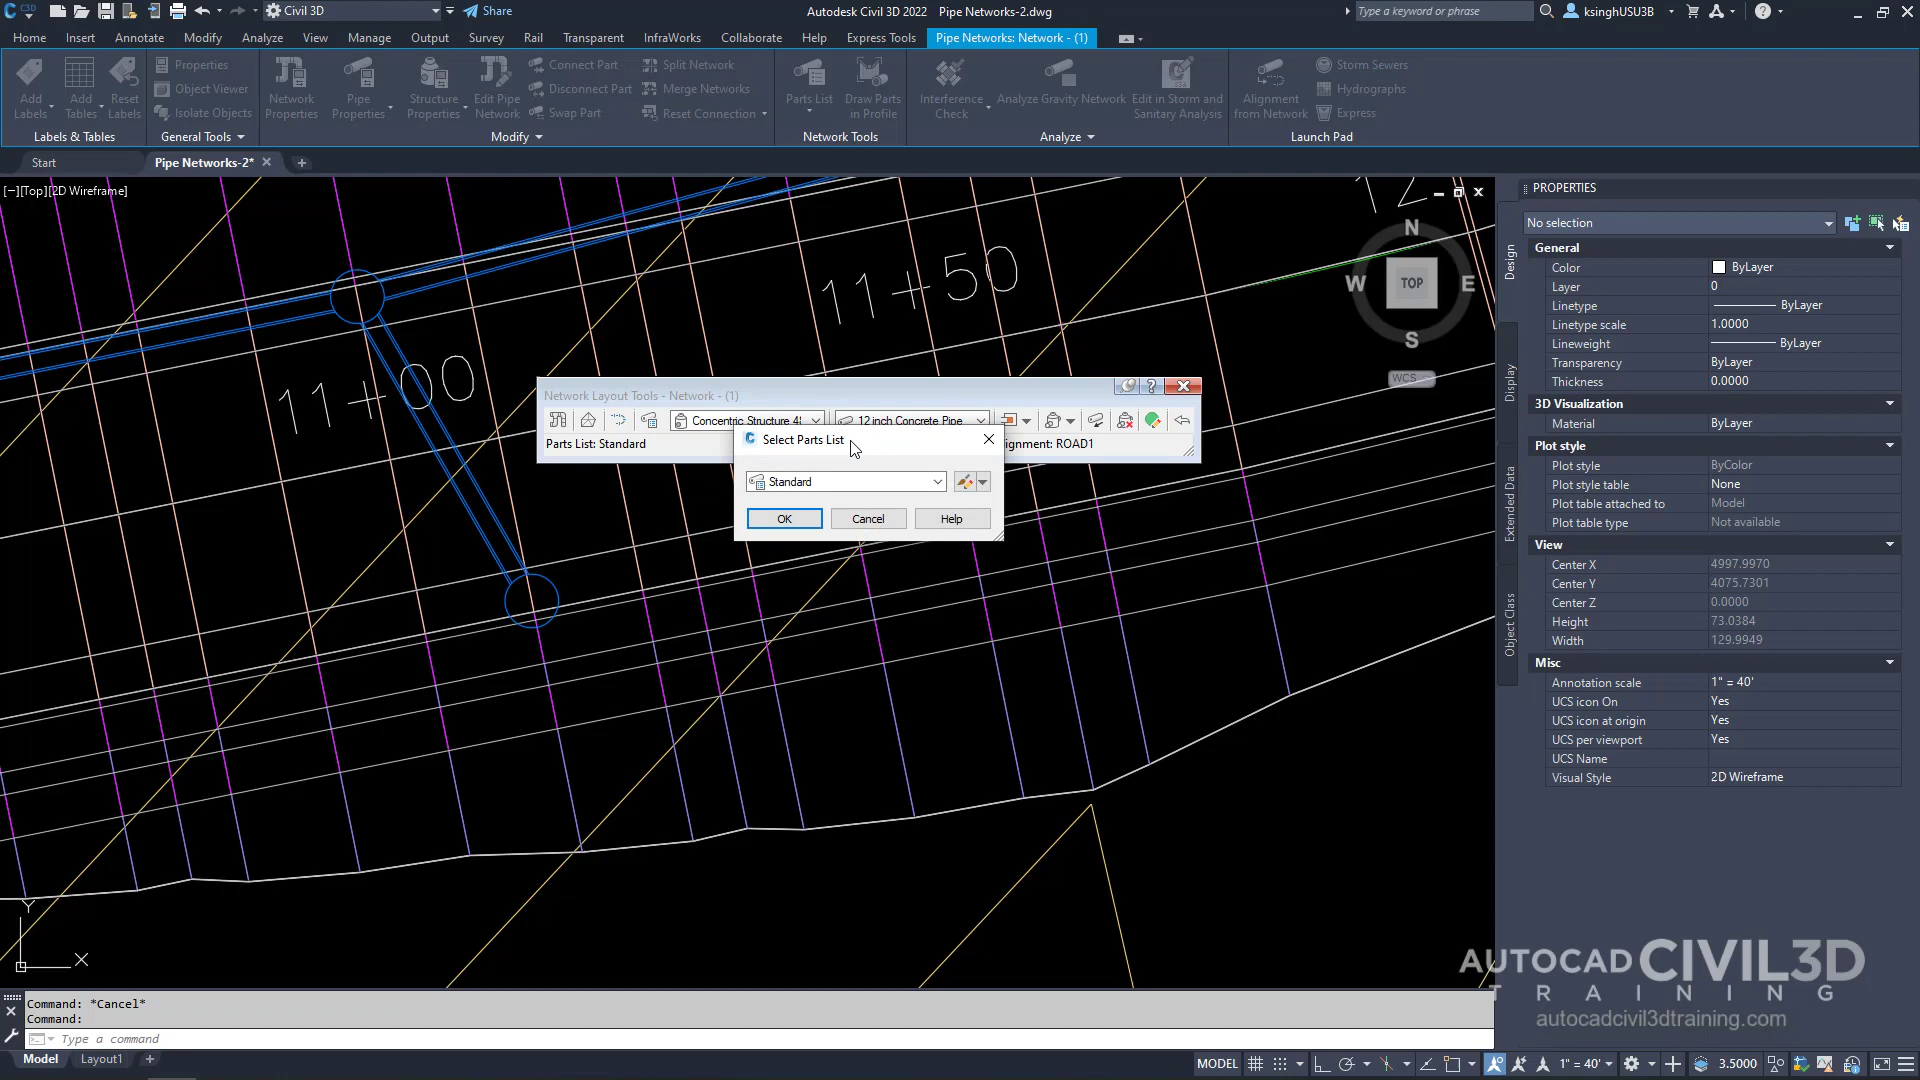 C3D
Civil 3D
Share
Autodesk Civil 3D 2022 Pipe Networks-2.dwg
Type a keyword or phrase
ksinghUSU3B
Home Insert Annotate Modify Analyze View Manage Output Survey Rail Transparent InfraWorks Collaborate Help Express Tools Pipe Networks: Network - (1)
Add Labels
Add Tables
Reset Labels
Labels & Tables
Properties
Object Viewer
Isolate Objects
General Tools
Network Properties
Pipe Properties
Structure Properties
Edit Pipe Network
Connect Part
Disconnect Part
Swap Part
Split Network
Merge Networks
Reset Connection
Modify
Parts List
Draw Parts in Profile
Network Tools
Interference Check
Analyze Gravity Network
Edit in Storm and Sanitary Analysis
Analyze
Alignment from Network
Storm Sewers
Hydrographs
Express
Launch Pad
Start
Pipe Networks-2*
[−][Top][2D Wireframe]
11+50
11+00
12
N
W TOP E
S
WCS
Network Layout Tools - Network - (1)
Concentric Structure 4
12 inch Concrete Pipe
Parts List: Standard
ignment: ROAD1
Select Parts List
Standard
OK Cancel Help
Y
X
PROPERTIES
No selection
Design
Display
Extended Data
Object Class
General
Color ByLayer
Layer 0
Linetype ByLayer
Linetype scale 1.0000
Lineweight ByLayer
Transparency ByLayer
Thickness 0.0000
3D Visualization
Material ByLayer
Plot style
Plot style ByColor
Plot style table None
Plot table attached to Model
Plot table type Not available
View
Center X 4997.9970
Center Y 4075.7301
Center Z 0.0000
Height 73.0384
Width 129.9949
Misc
Annotation scale 1" = 40'
UCS icon On Yes
UCS icon at origin Yes
UCS per viewport Yes
UCS Name
Visual Style 2D Wireframe
AUTOCAD CIVIL3D
TRAINING
autocadcivil3dtraining.com
Command: *Cancel*
Command:
Type a command
Model Layout1
MODEL
1" = 40'
3.5000